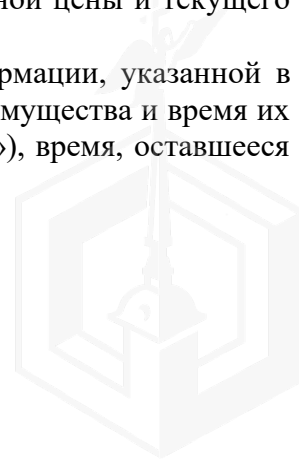 ной цены и текущего
рмации, указанной в
мущества и время их
»), время, оставшееся